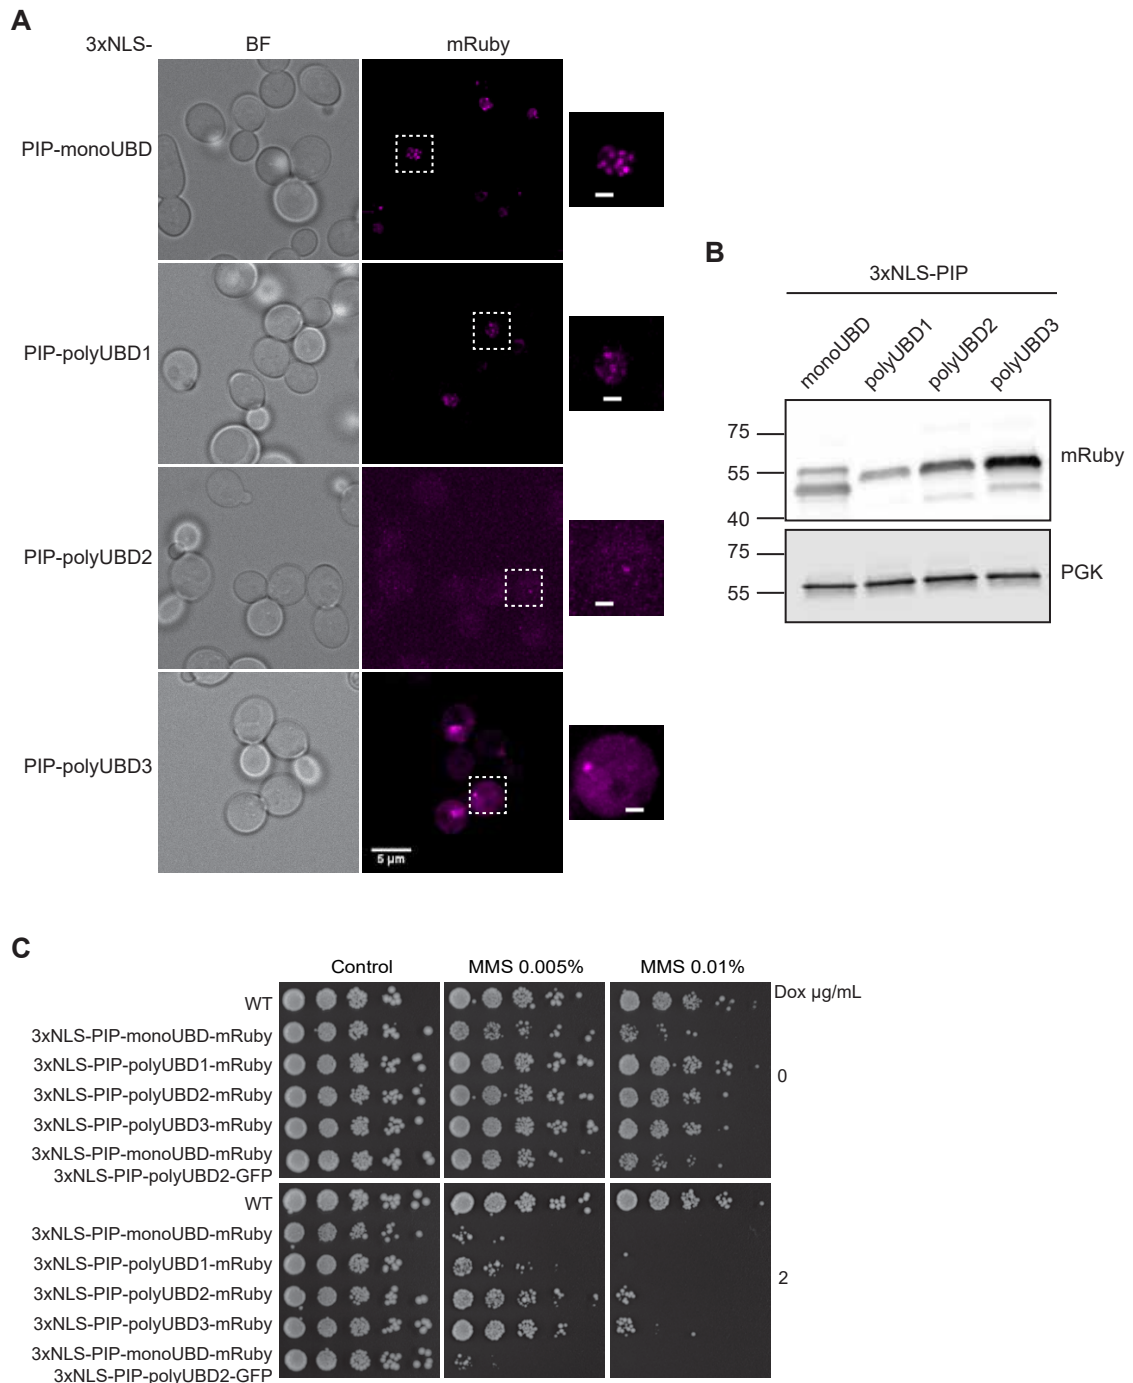 A
3xNLS-
BF
mRuby
PIP-monoUBD
PIP-polyUBD1
PIP-polyUBD2
PIP-polyUBD3
5 µm
B
3xNLS-PIP
monoUBD
polyUBD1
polyUBD2
polyUBD3
75
55
40
mRuby
75
55
PGK
C
Control
MMS 0.005%
MMS 0.01%
Dox µg/mL
WT
3xNLS-PIP-monoUBD-mRuby
3xNLS-PIP-polyUBD1-mRuby
3xNLS-PIP-polyUBD2-mRuby
3xNLS-PIP-polyUBD3-mRuby
3xNLS-PIP-monoUBD-mRuby
3xNLS-PIP-polyUBD2-GFP
0
WT
3xNLS-PIP-monoUBD-mRuby
3xNLS-PIP-polyUBD1-mRuby
3xNLS-PIP-polyUBD2-mRuby
3xNLS-PIP-polyUBD3-mRuby
3xNLS-PIP-monoUBD-mRuby
3xNLS-PIP-polyUBD2-GFP
2